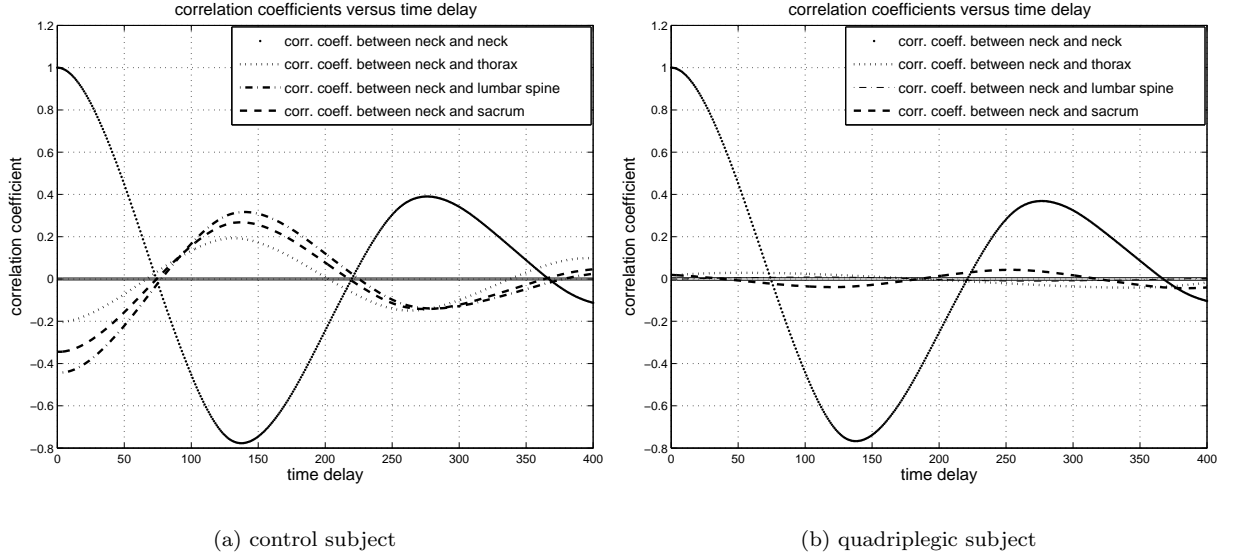 correlation coefficients versus time delay
corr. coeff. between neck and neck
corr. coeff. between neck and thorax
corr. coeff. between neck and lumbar spine
corr. coeff. between neck and sacrum
correlation coefficient
1.2
1
0.8
0.6
0.4
0.2
0
−0.2
−0.4
−0.6
−0.8
0 50 100 150 200 250 300 350 400
time delay
(a) control subject
correlation coefficients versus time delay
corr. coeff. between neck and neck
corr. coeff. between neck and thorax
corr. coeff. between neck and lumbar spine
corr. coeff. between neck and sacrum
correlation coefficient
1.2
1
0.8
0.6
0.4
0.2
0
−0.2
−0.4
−0.6
−0.8
0 50 100 150 200 250 300 350 400
time delay
(b) quadriplegic subject